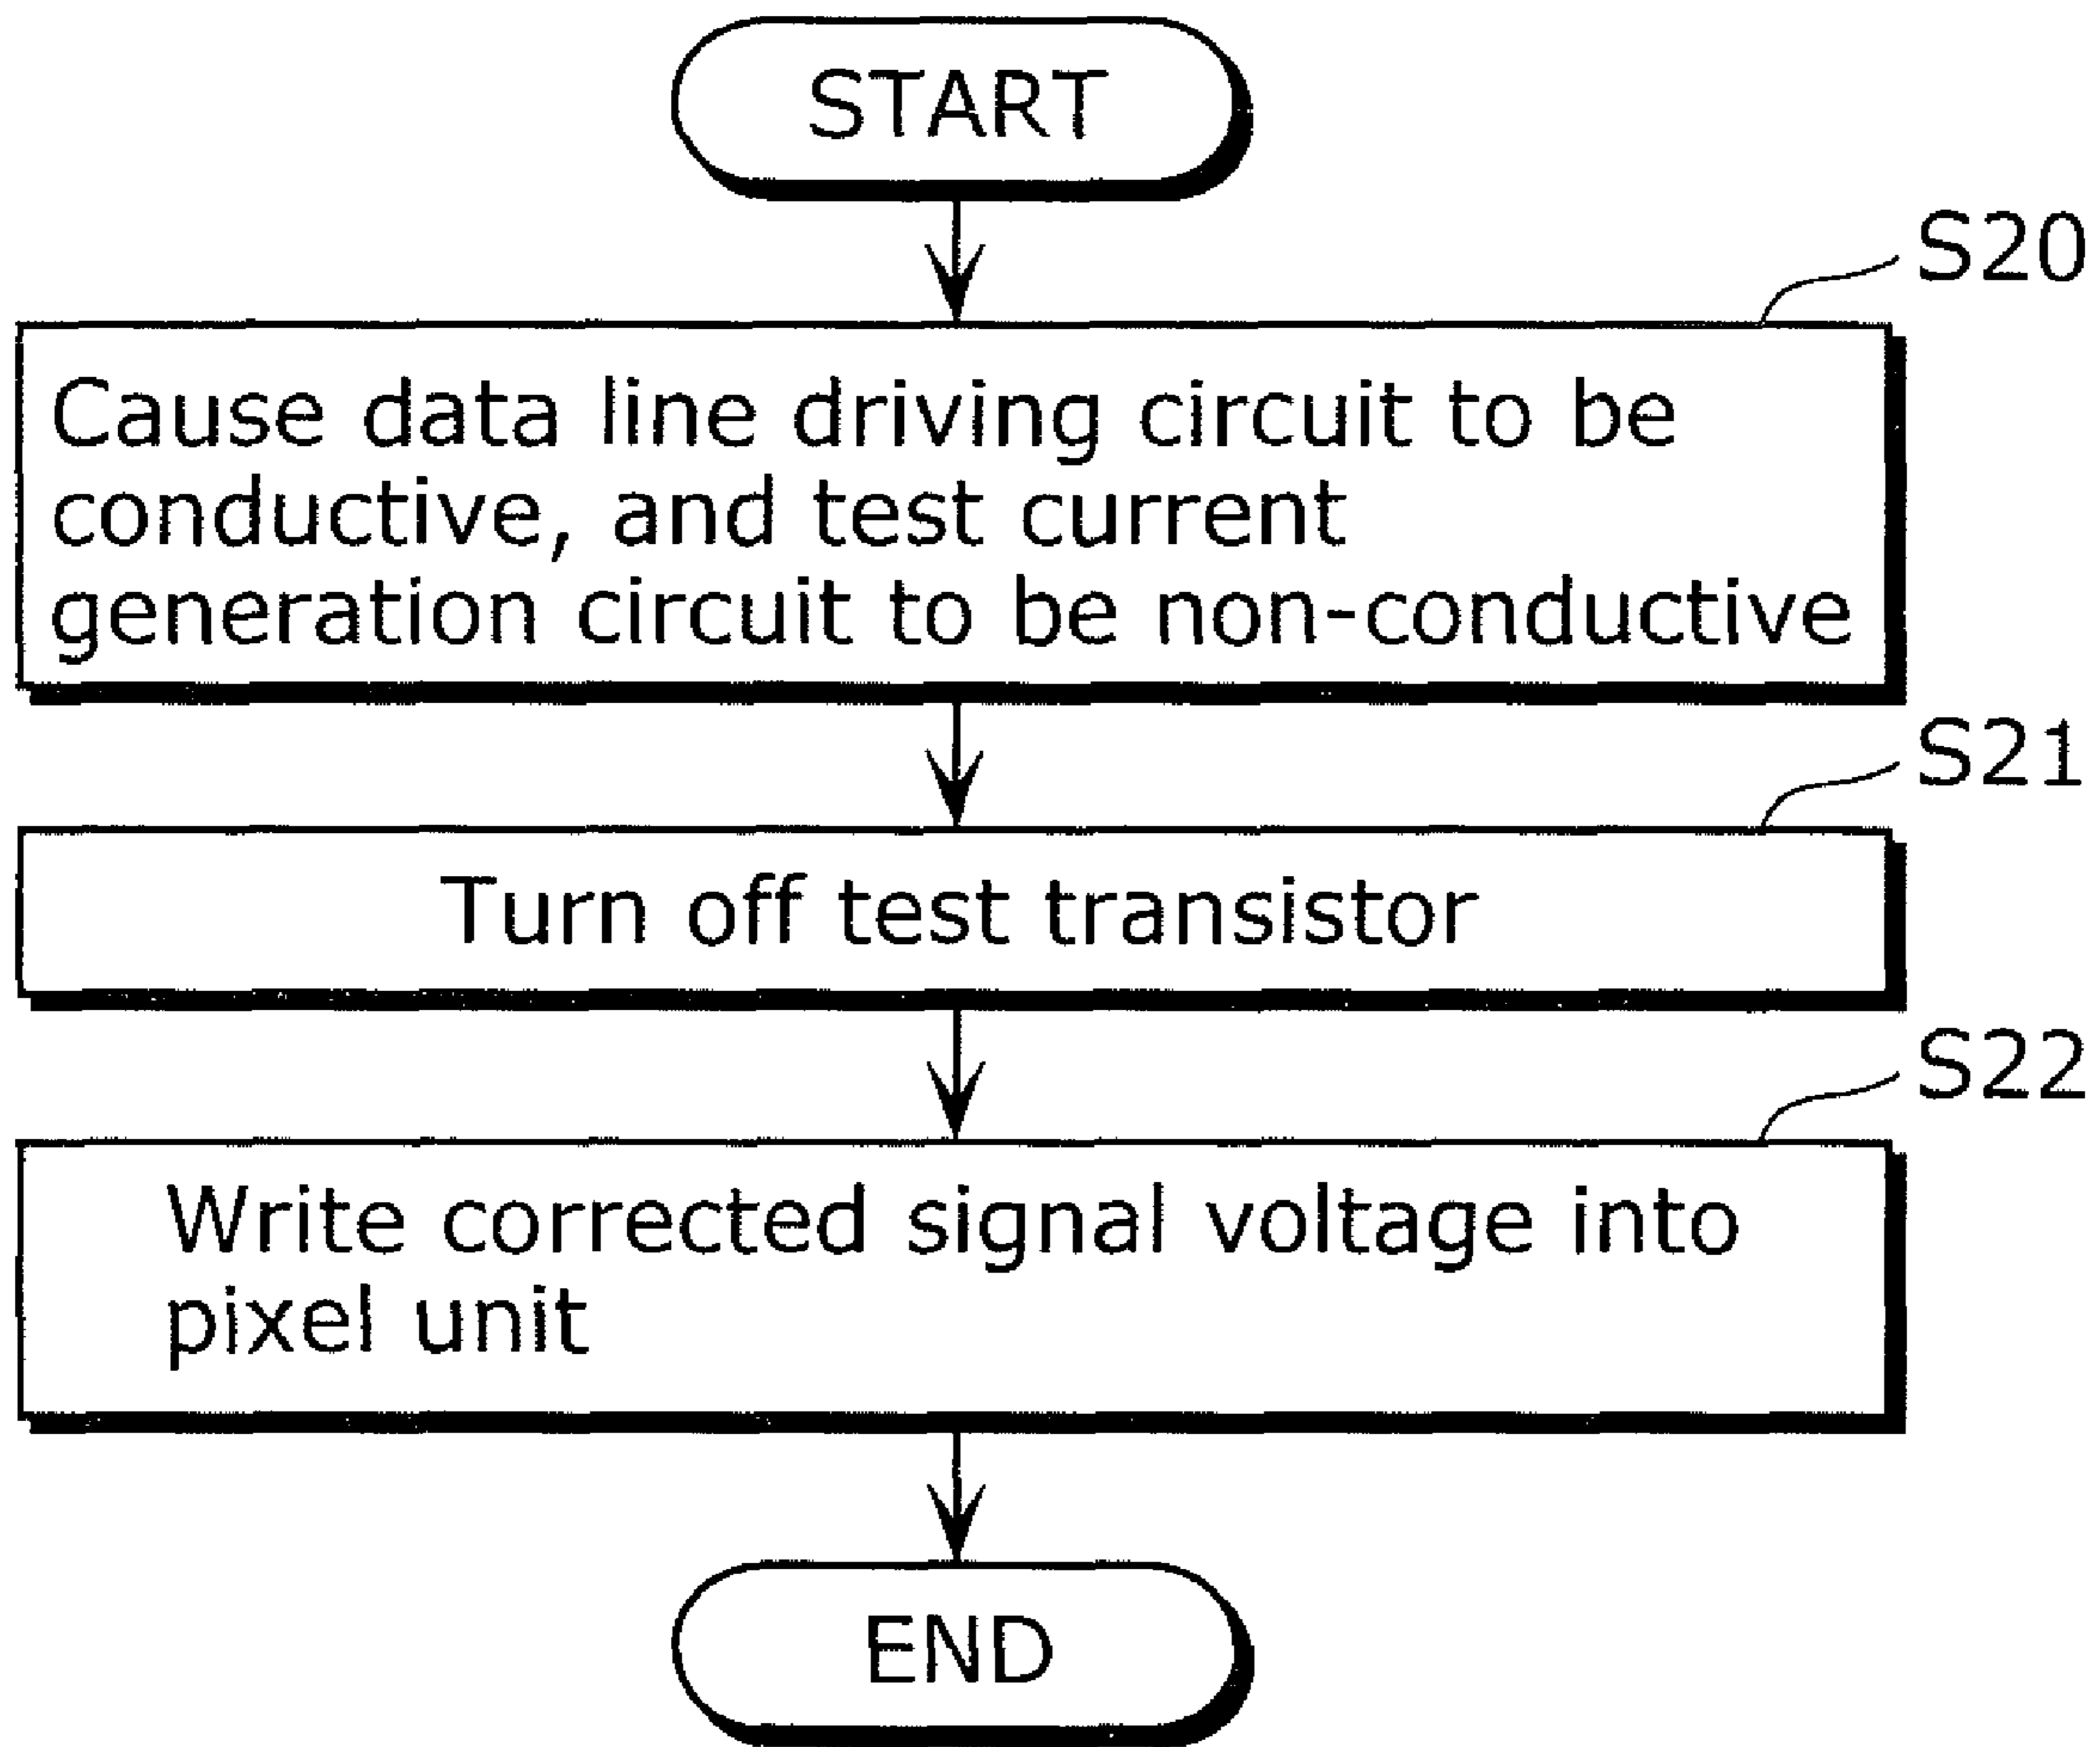 START
S20
Cause data line driving circuit to be
conductive, and test current
generation circuit to be non-conductive
S21
Turn off test transistor
S22
Write corrected signal voltage into
pixel unit
END